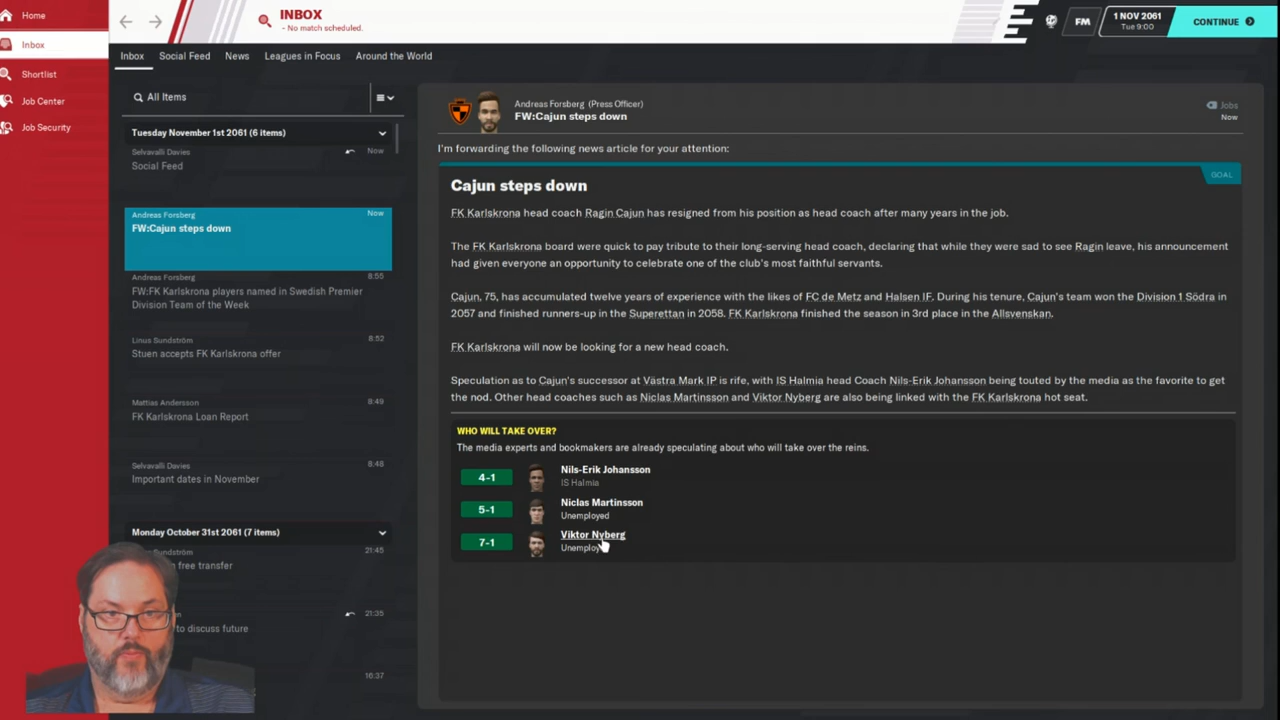 Home
Inbox
Shortlist
Job Center
Job Security
INBOX
- No match scheduled.
FM
1 NOV 2061
Tue 9:00
CONTINUE
Inbox
Social Feed
News
Leagues in Focus
Around the World
All Items
Tuesday November 1st 2061 (6 items)
Selvavalli Davies
Now
Social Feed
Andreas Forsberg
Now
FW:Cajun steps down
Andreas Forsberg
8:55
FW:FK Karlskrona players named in Swedish Premier
Division Team of the Week
Linus Sundström
8:52
Stuen accepts FK Karlskrona offer
Mattias Andersson
8:49
FK Karlskrona Loan Report
Selvavalli Davies
8:48
Important dates in November
Monday October 31st 2061 (7 items)
Sundström
21:45
free transfer
21:35
to discuss future
16:37
Andreas Forsberg (Press Officer)
FW:Cajun steps down
Jobs
Now
I'm forwarding the following news article for your attention:
GOAL
Cajun steps down
FK Karlskrona head coach Ragin Cajun has resigned from his position as head coach after many years in the job.
The FK Karlskrona board were quick to pay tribute to their long-serving head coach, declaring that while they were sad to see Ragin leave, his announcement
had given everyone an opportunity to celebrate one of the club's most faithful servants.
Cajun, 75, has accumulated twelve years of experience with the likes of FC de Metz and Halsen IF. During his tenure, Cajun's team won the Division 1 Södra in
2057 and finished runners-up in the Superettan in 2058. FK Karlskrona finished the season in 3rd place in the Allsvenskan.
FK Karlskrona will now be looking for a new head coach.
Speculation as to Cajun's successor at Västra Mark IP is rife, with IS Halmia head Coach Nils-Erik Johansson being touted by the media as the favorite to get
the nod. Other head coaches such as Niclas Martinsson and Viktor Nyberg are also being linked with the FK Karlskrona hot seat.
WHO WILL TAKE OVER?
The media experts and bookmakers are already speculating about who will take over the reins.
4-1
Nils-Erik Johansson
IS Halmia
5-1
Niclas Martinsson
Unemployed
7-1
Viktor Nyberg
Unemploy